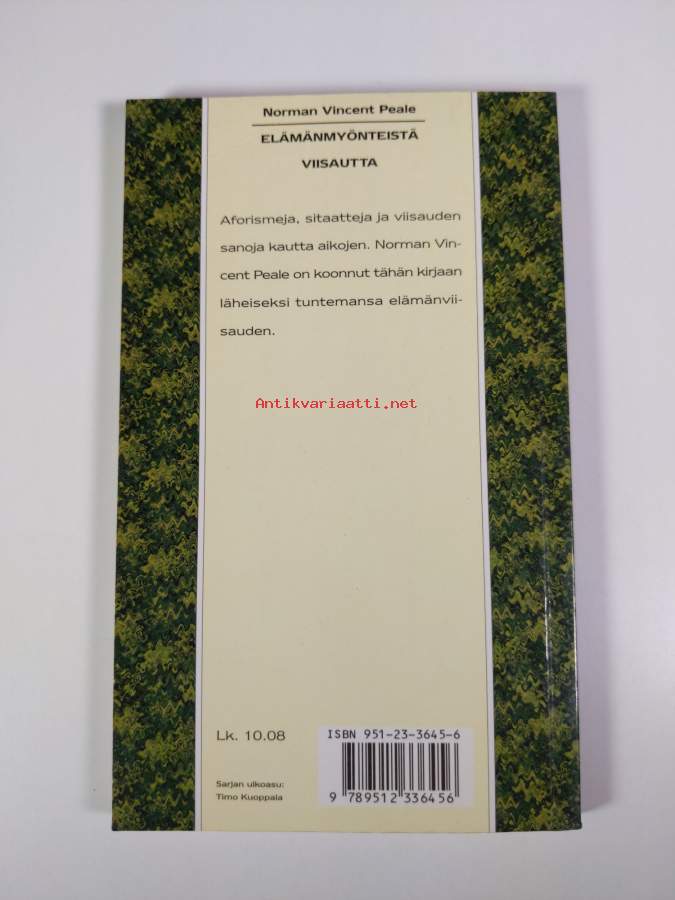 Norman Vincent Peale
ELÄMÄNMYÖNTEISTÄ
VIISAUTTA
Aforismeja, sitaatteja ja viisauden
sanoja kautta aikojen. Norman Vin-
cent Peale on koonnut tähän kirjaan
läheiseksi tuntemansa elämänvii-
sauden.
Antikvariaatti.net
Lk. 10.08
ISBN 951-23-3645-6
Sarjan ulkoasu:
Timo Kuoppala
9 789512 336456